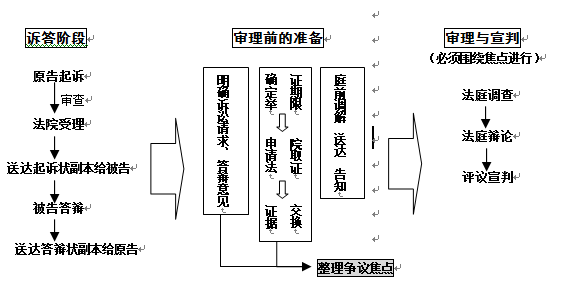 诉答阶段
原告起诉
审查
法院受理
送达起诉状副本给被告
被告答辩
送达答辩状副本给原告
审理前的准备
明确诉讼请求、答辩意见
确定举
证期限
申请法
院取证
证据
交换
庭前调解 送达 告知
整理争议焦点
审理与宣判
（必须围绕焦点进行）
法庭调查
法庭辩论
评议宣判